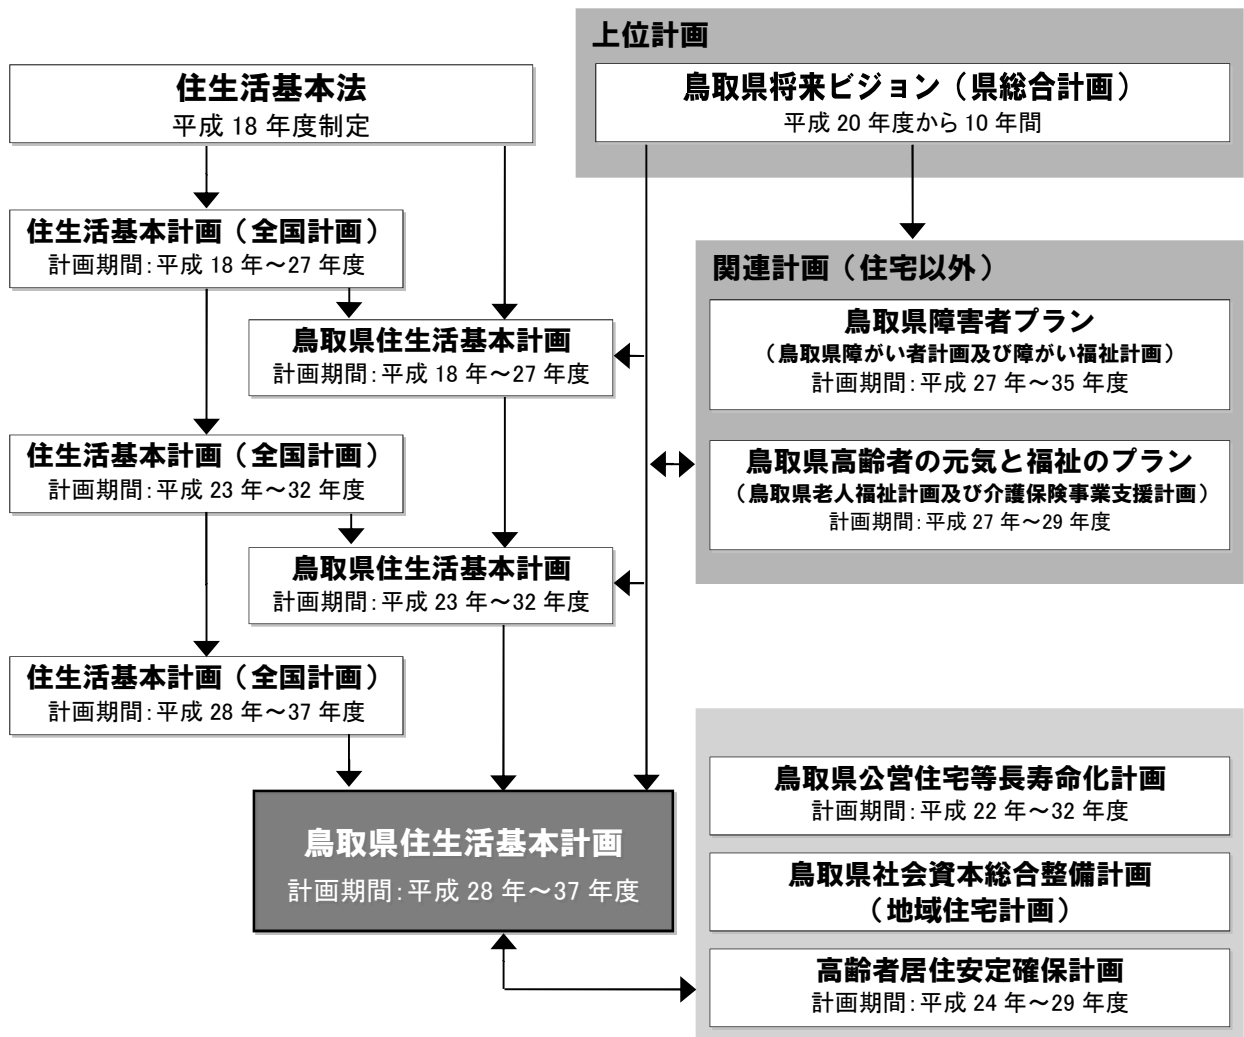 上位計画
鳥取県将来ビジョン（県総合計画）
平成 20 年度から 10 年間
住生活基本法
平成 18 年度制定
住生活基本計画（全国計画）
計画期間：平成 18 年～27 年度
鳥取県住生活基本計画
計画期間：平成 18 年～27 年度
住生活基本計画（全国計画）
計画期間：平成 23 年～32 年度
鳥取県住生活基本計画
計画期間：平成 23 年～32 年度
住生活基本計画（全国計画）
計画期間：平成 28 年～37 年度
鳥取県住生活基本計画
計画期間：平成 28 年～37 年度
関連計画（住宅以外）
鳥取県障害者プラン
（鳥取県障がい者計画及び障がい福祉計画）
計画期間：平成 27 年～35 年度
鳥取県高齢者の元気と福祉のプラン
（鳥取県老人福祉計画及び介護保険事業支援計画）
計画期間：平成 27 年～29 年度
鳥取県公営住宅等長寿命化計画
計画期間：平成 22 年～32 年度
鳥取県社会資本総合整備計画
（地域住宅計画）
高齢者居住安定確保計画
計画期間：平成 24 年～29 年度